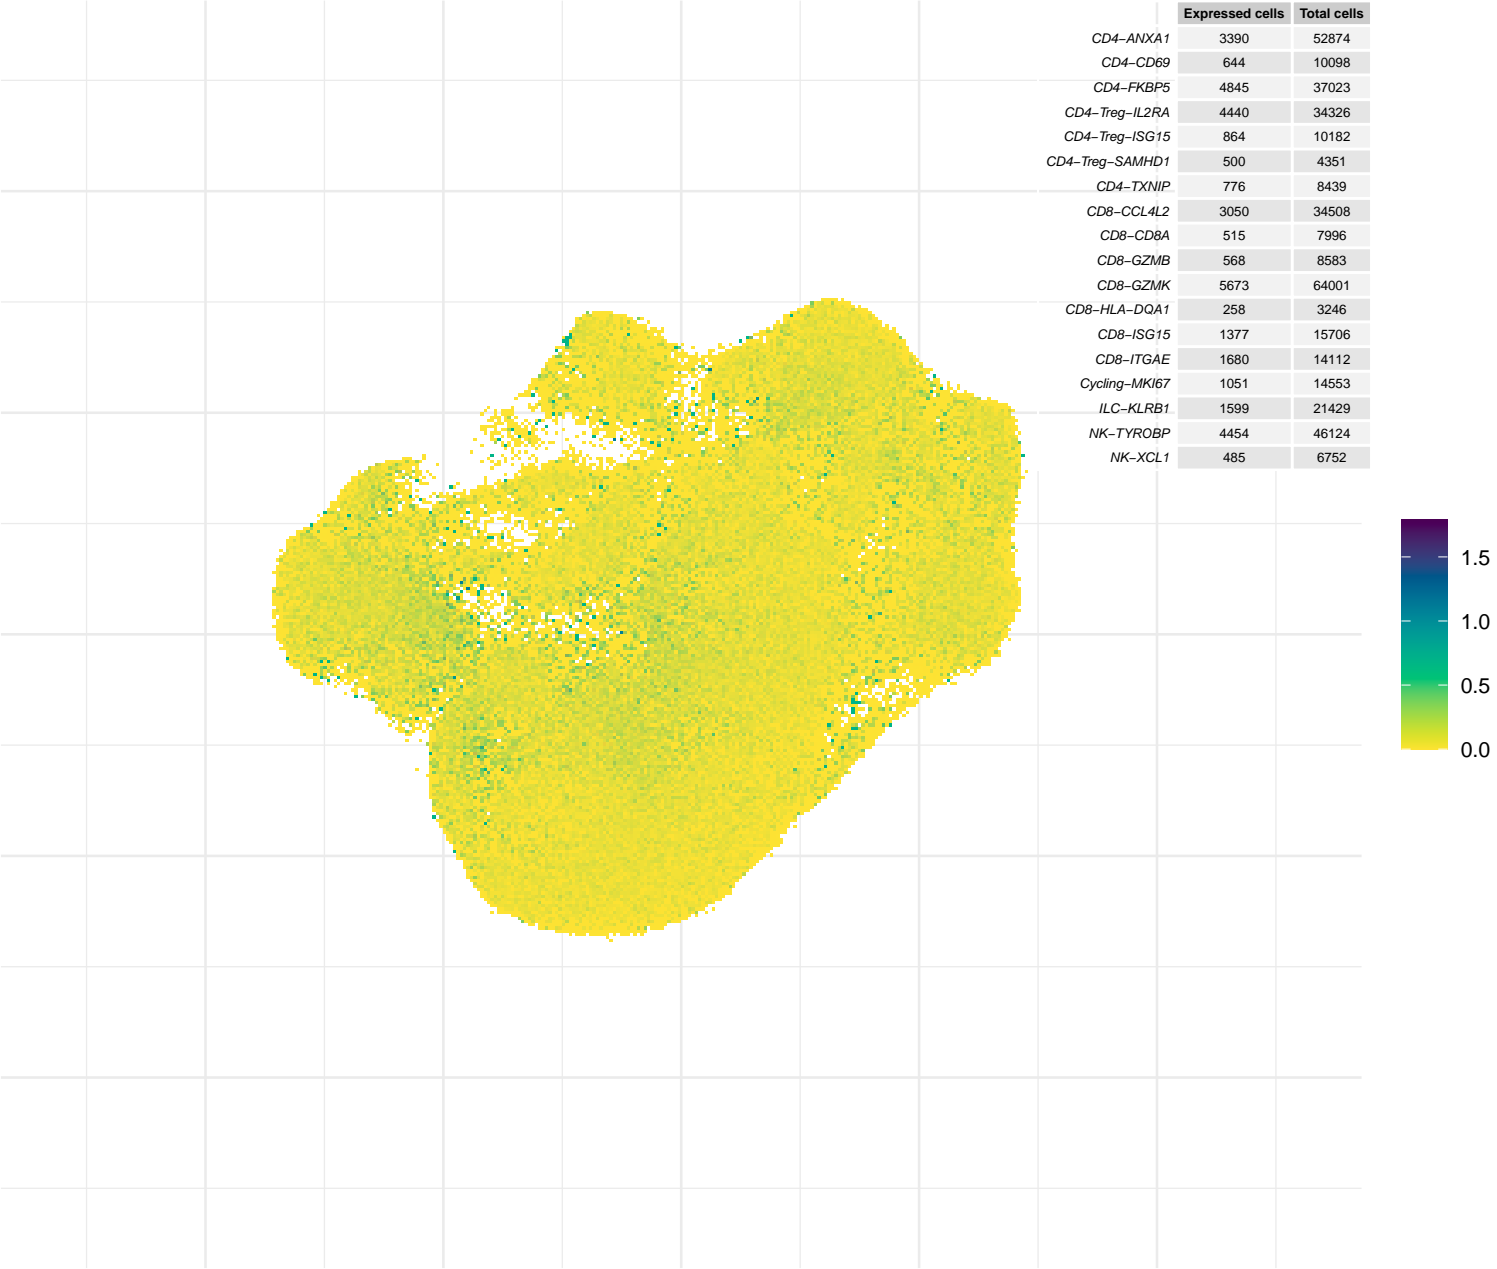 Expressed cells Total cells
CD4−ANXA1 3390 52874
CD4−CD69 644 10098
CD4−FKBP5 4845 37023
CD4−Treg−IL2RA 4440 34326
CD4−Treg−ISG15 864 10182
CD4−Treg−SAMHD1 500 4351
CD4−TXNIP 776 8439
CD8−CCL4L2 3050 34508
CD8−CD8A 515 7996
CD8−GZMB 568 8583
CD8−GZMK 5673 64001
CD8−HLA−DQA1 258 3246
CD8−ISG15 1377 15706
CD8−ITGAE 1680 14112
Cycling−MKI67 1051 14553
ILC−KLRB1 1599 21429
NK−TYROBP 4454 46124
NK−XCL1 485 6752
1.5
1.0
0.5
0.0